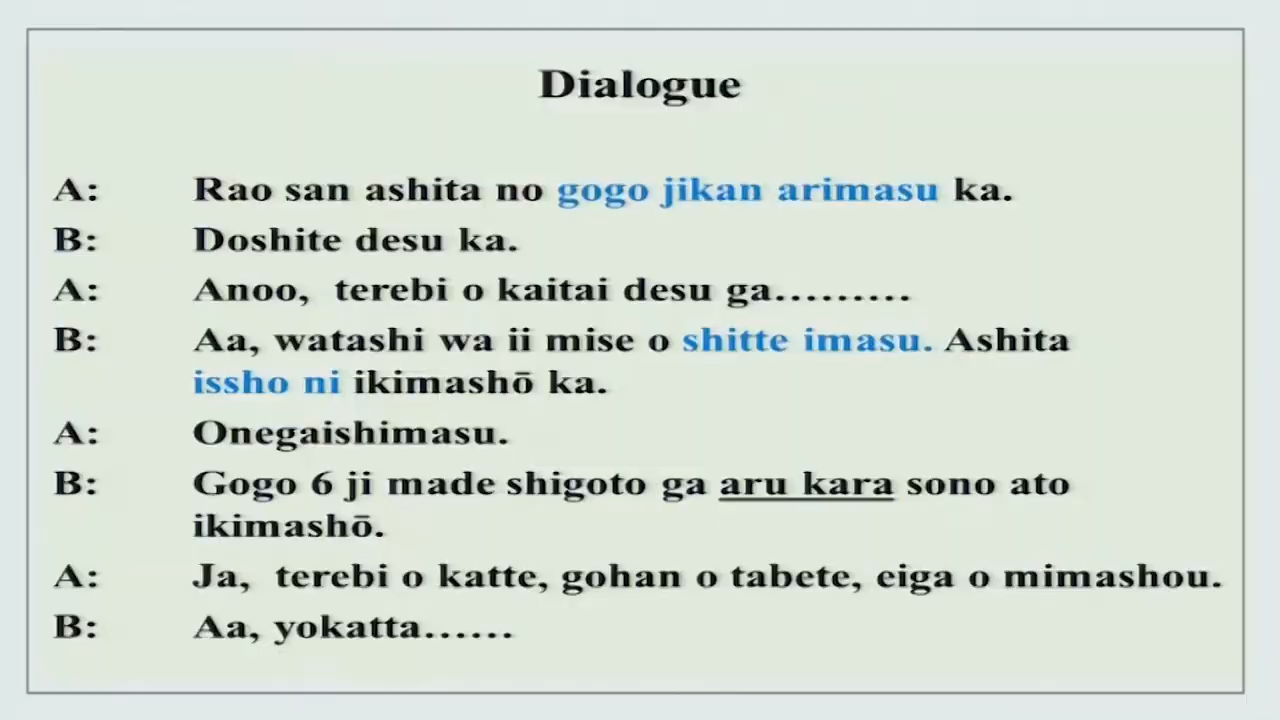 Dialogue
A: Rao san ashita no gogo jikan arimasu ka.
B: Doshite desu ka.
A: Anoo, terebi o kaitai desu ga.........
B: Aa, watashi wa ii mise o shitte imasu. Ashita
issho ni ikimashō ka.
A: Onegaishimasu.
B: Gogo 6 ji made shigoto ga aru kara sono ato
ikimashō.
A: Ja, terebi o katte, gohan o tabete, eiga o mimashou.
B: Aa, yokatta......